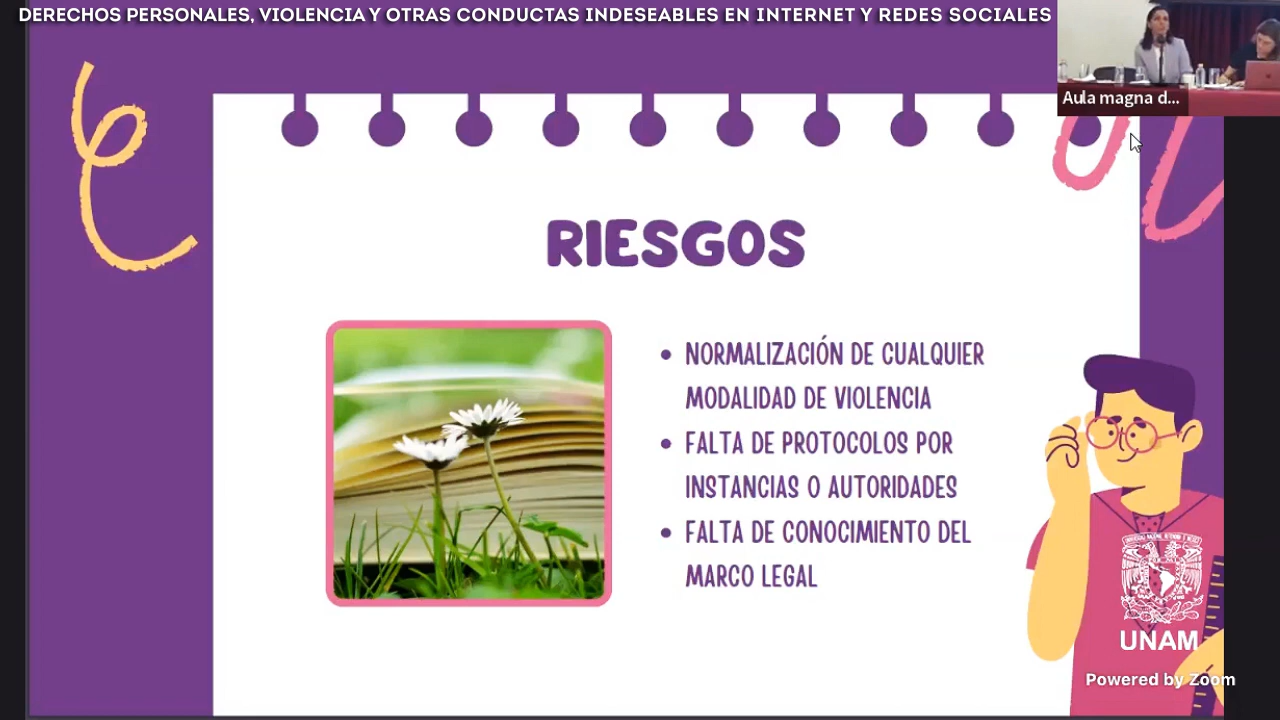 DERECHOS PERSONALES, VIOLENCIA Y OTRAS CONDUCTAS INDESEABLES EN INTERNET Y REDES SOCIALES
Aula magna d...
RIESGOS
• NORMALIZACIÓN DE CUALQUIER
MODALIDAD DE VIOLENCIA
• FALTA DE PROTOCOLOS POR
INSTANCIAS O AUTORIDADES
• FALTA DE CONOCIMIENTO DEL
MARCO LEGAL
UNAM
Powered by Zoom